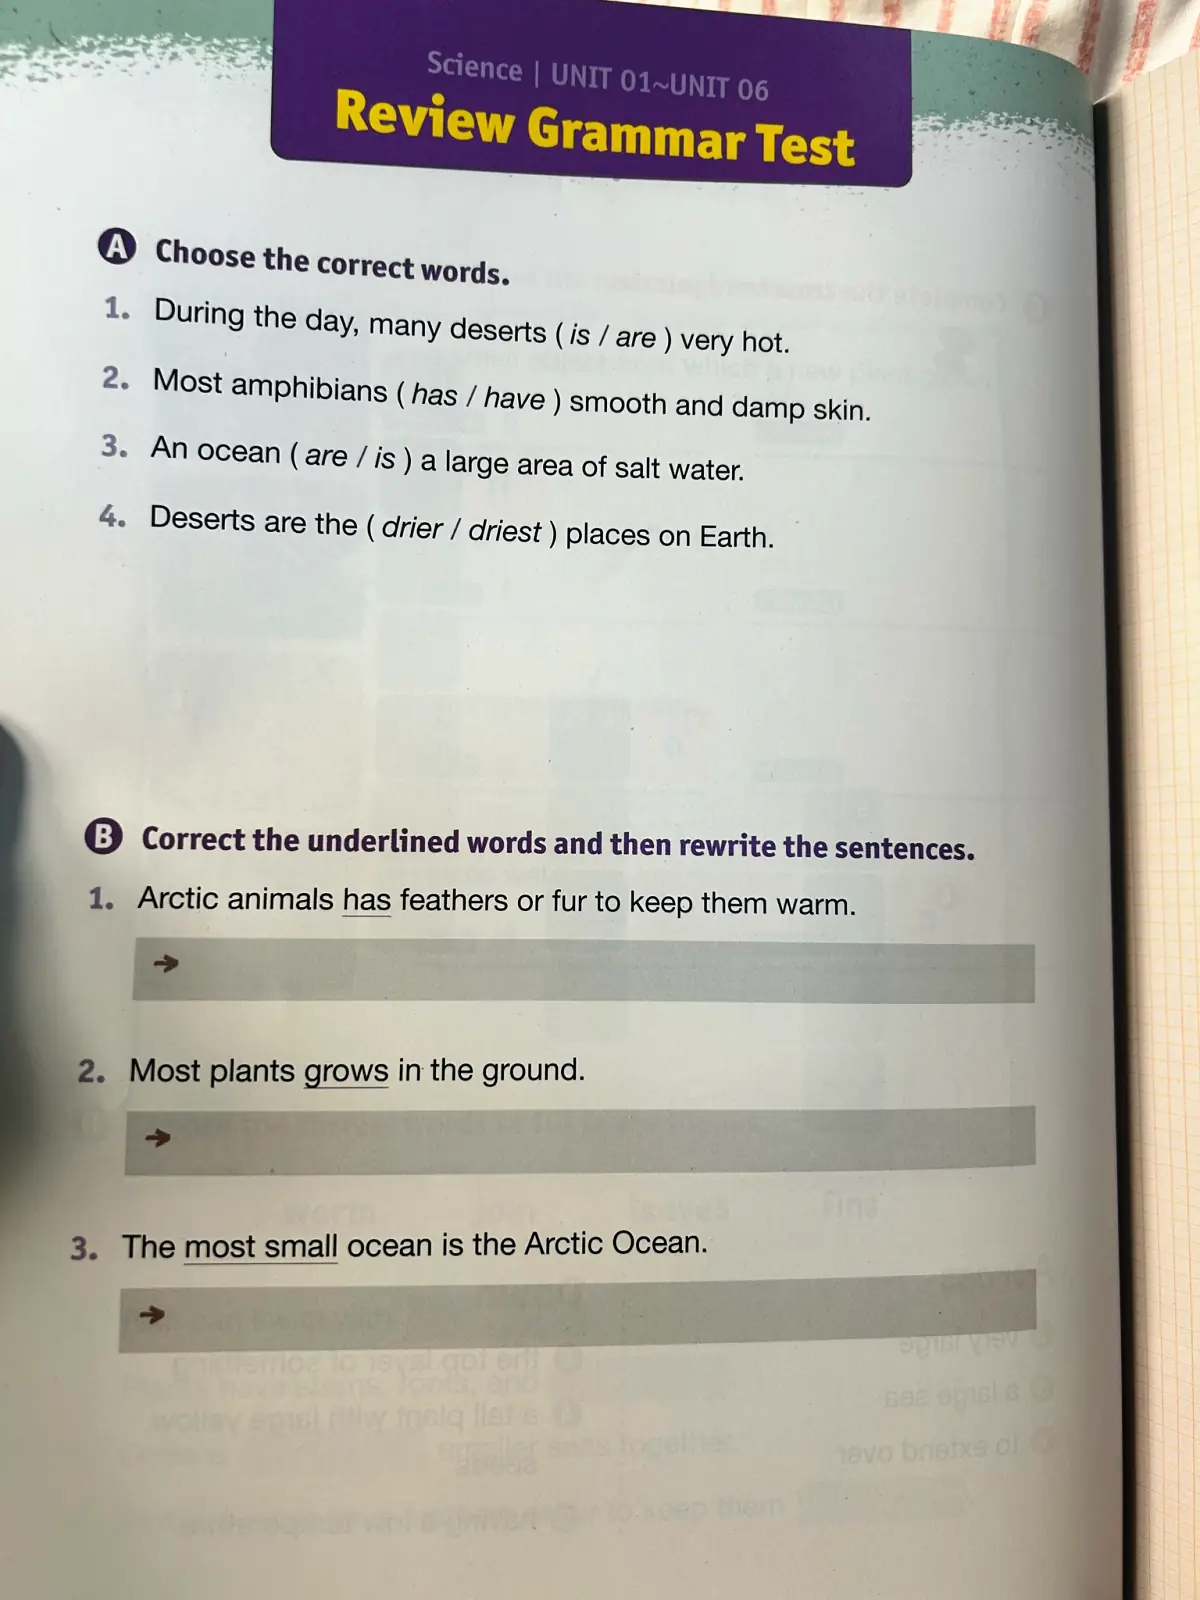 Science | UNIT 01~UNIT 06
Review Grammar Test
A Choose the correct words.
1. During the day, many deserts ( is / are ) very hot.
2. Most amphibians ( has / have ) smooth and damp skin.
3. An ocean ( are / is ) a large area of salt water.
4. Deserts are the ( drier / driest ) places on Earth.
B Correct the underlined words and then rewrite the sentences.
1. Arctic animals has feathers or fur to keep them warm.
→
2. Most plants grows in the ground.
→
3. The most small ocean is the Arctic Ocean.
→